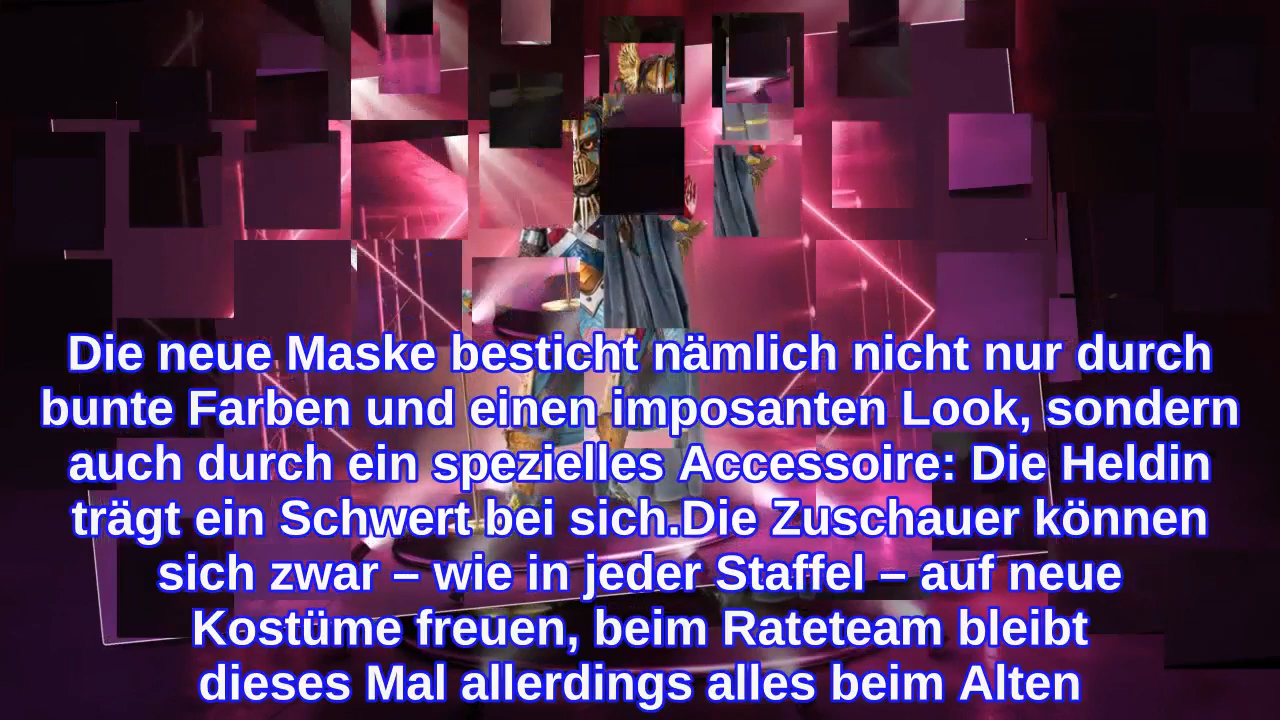 Die neue Maske besticht nämlich nicht nur durch
bunte Farben und einen imposanten Look, sondern
auch durch ein spezielles Accessoire: Die Heldin
trägt ein Schwert bei sich.Die Zuschauer können
sich zwar – wie in jeder Staffel – auf neue
Kostüme freuen, beim Rateteam bleibt
dieses Mal allerdings alles beim Alten